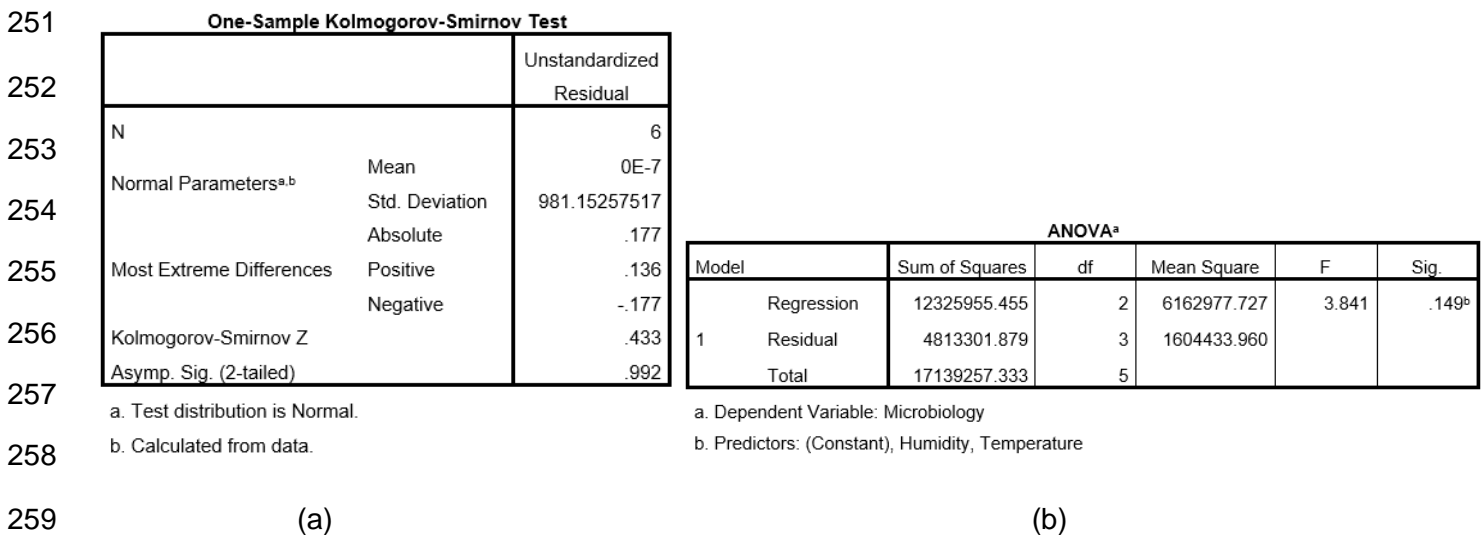 251
One-Sample Kolmogorov-Smirnov Test
Unstandardized
252
Residual
N 6
253
Normal Parametersᵃ·ᵇ Mean 0E-7
254
Std. Deviation 981.15257517
Absolute .177
255
Most Extreme Differences Positive .136
Negative -.177
256
Kolmogorov-Smirnov Z .433
Asymp. Sig. (2-tailed) .992
257
a. Test distribution is Normal.
258
b. Calculated from data.
ANOVAᵃ
Model Sum of Squares df Mean Square F Sig.
1 Regression 12325955.455 2 6162977.727 3.841 .149ᵇ
Residual 4813301.879 3 1604433.960
Total 17139257.333 5
a. Dependent Variable: Microbiology
b. Predictors: (Constant), Humidity, Temperature
259 (a) (b)